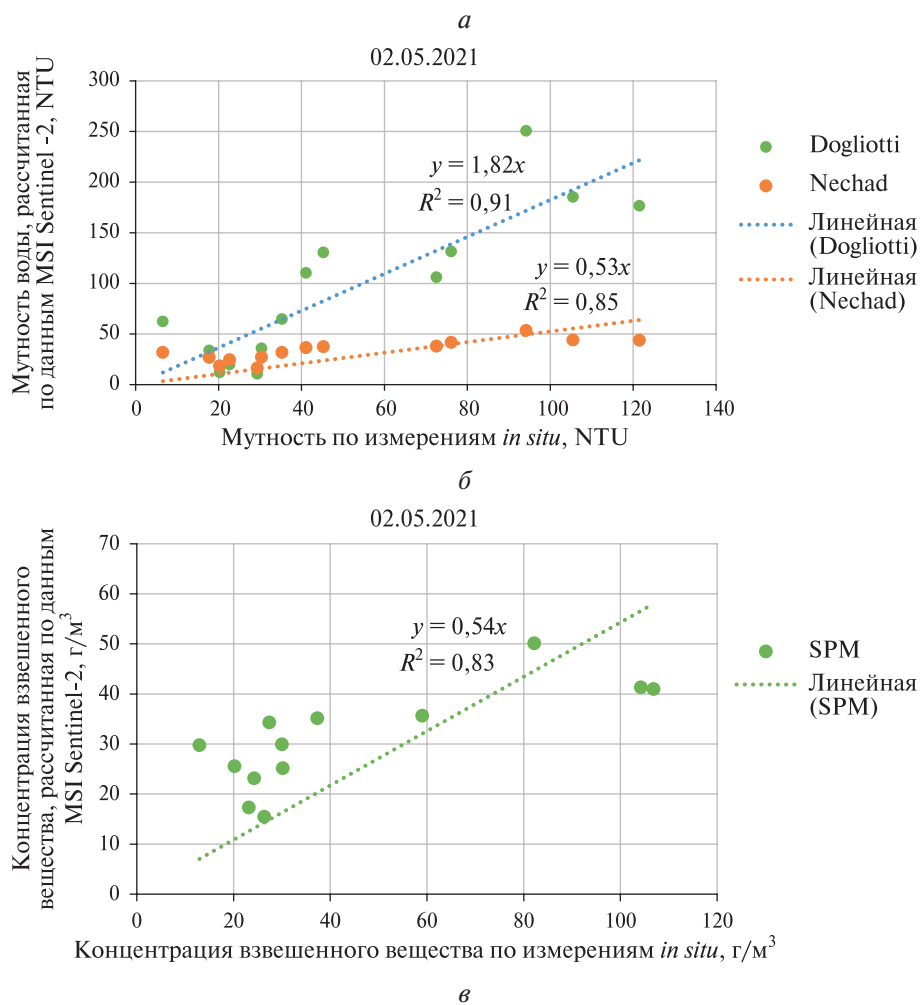 а
02.05.2021
Мутность воды, рассчитанная
по данным MSI Sentinel -2, NTU
300
250
200
150
100
50
0
y = 1,82x
R² = 0,91
y = 0,53x
R² = 0,85
0 20 40 60 80 100 120 140
Мутность по измерениям in situ, NTU
Dogliotti
Nechad
Линейная
(Dogliotti)
Линейная
(Nechad)
б
02.05.2021
Концентрация взвешенного
вещества, рассчитанная по данным
MSI Sentinel-2, г/м³
70
60
50
40
30
20
10
0
y = 0,54x
R² = 0,83
0 20 40 60 80 100 120
Концентрация взвешенного вещества по измерениям in situ, г/м³
SPM
Линейная
(SPM)
в